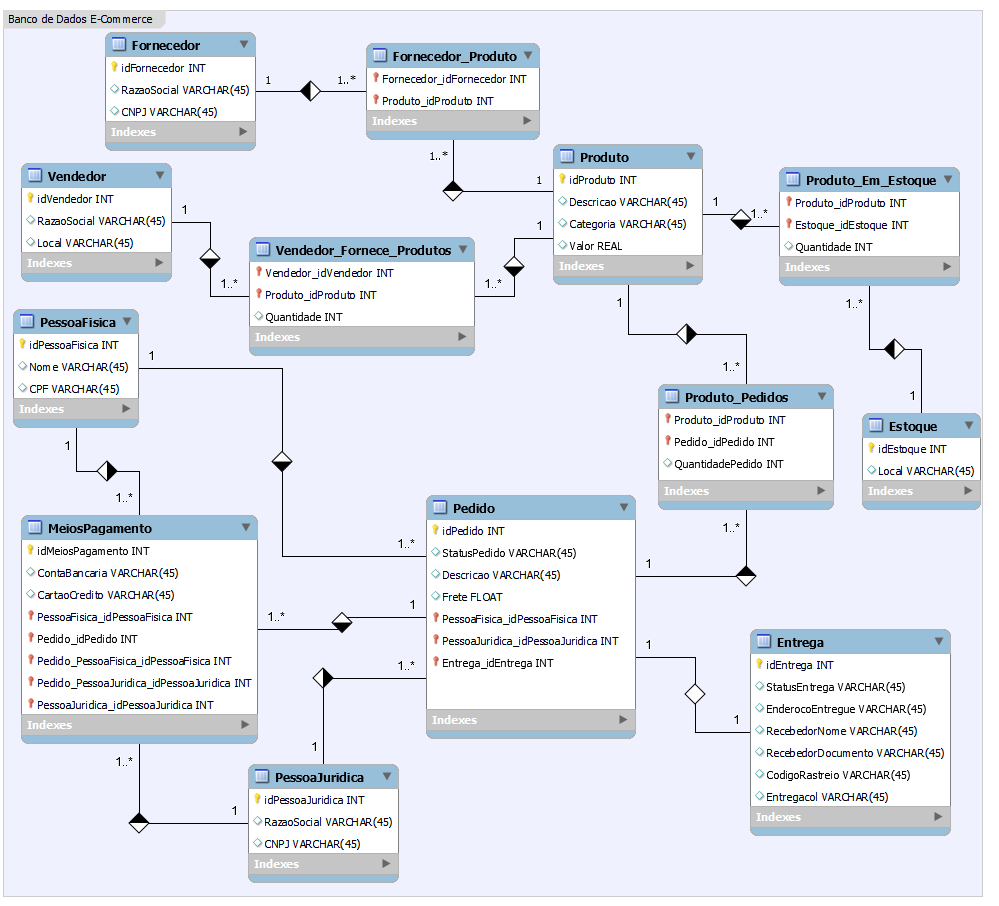 Banco de Dados E-Commerce
Fornecedor
idFornecedor INT
RazaoSocial VARCHAR(45)
CNPJ VARCHAR(45)
Indexes
1
1..*
Fornecedor_Produto
Fornecedor_idFornecedor INT
Produto_idProduto INT
Indexes
1..*
1
Vendedor
idVendedor INT
RazaoSocial VARCHAR(45)
Local VARCHAR(45)
Indexes
1
1..*
Vendedor_Fornece_Produtos
Vendedor_idVendedor INT
Produto_idProduto INT
Quantidade INT
Indexes
1..*
1
Produto
idProduto INT
Descricao VARCHAR(45)
Categoria VARCHAR(45)
Valor REAL
Indexes
1
1..*
Produto_Em_Estoque
Produto_idProduto INT
Estoque_idEstoque INT
Quantidade INT
Indexes
1..*
1
Estoque
idEstoque INT
Local VARCHAR(45)
Indexes
1
1..*
Produto_Pedidos
Produto_idProduto INT
Pedido_idPedido INT
QuantidadePedido INT
Indexes
1..*
1
PessoaFisica
idPessoaFisica INT
Nome VARCHAR(45)
CPF VARCHAR(45)
Indexes
1
1..*
1
1..*
MeiosPagamento
idMeiosPagamento INT
ContaBancaria VARCHAR(45)
CartaoCredito VARCHAR(45)
PessoaFisica_idPessoaFisica INT
Pedido_idPedido INT
Pedido_PessoaFisica_idPessoaFisica INT
Pedido_PessoaJuridica_idPessoaJuridica INT
PessoaJuridica_idPessoaJuridica INT
Indexes
1..*
1
Pedido
idPedido INT
StatusPedido VARCHAR(45)
Descricao VARCHAR(45)
Frete FLOAT
PessoaFisica_idPessoaFisica INT
PessoaJuridica_idPessoaJuridica INT
Entrega_idEntrega INT
Indexes
1
1
Entrega
idEntrega INT
StatusEntrega VARCHAR(45)
EnderocoEntregue VARCHAR(45)
RecebedorNome VARCHAR(45)
RecebedorDocumento VARCHAR(45)
CodigoRastreio VARCHAR(45)
Entregacol VARCHAR(45)
Indexes
1..*
1
1..*
1
PessoaJuridica
idPessoaJuridica INT
RazaoSocial VARCHAR(45)
CNPJ VARCHAR(45)
Indexes